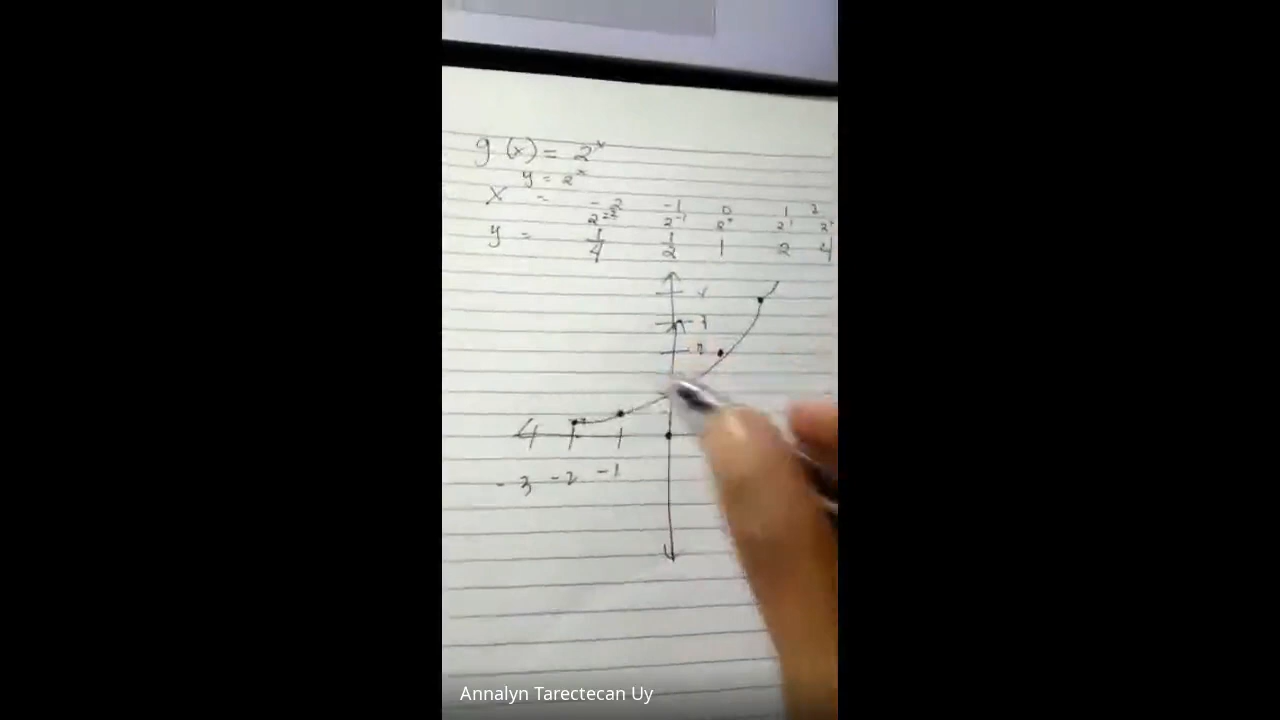 g (x) = 2^x
y = 2^x
X = -2 -1 0 1 2
2^-2 2^-1 2^0 2^1 2^2
y = 1/4 1/2 1 2 4
4
3
2
-3 -2 -1
Annalyn Tarectecan Uy